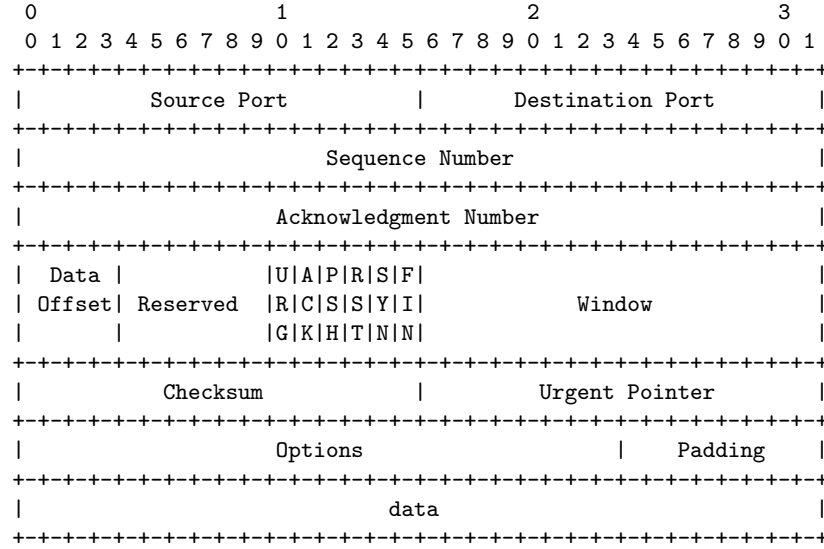 0                   1                   2                   3
0 1 2 3 4 5 6 7 8 9 0 1 2 3 4 5 6 7 8 9 0 1 2 3 4 5 6 7 8 9 0 1
+-+-+-+-+-+-+-+-+-+-+-+-+-+-+-+-+-+-+-+-+-+-+-+-+-+-+-+-+-+-+-+-+
|          Source Port          |       Destination Port        |
+-+-+-+-+-+-+-+-+-+-+-+-+-+-+-+-+-+-+-+-+-+-+-+-+-+-+-+-+-+-+-+-+
|                        Sequence Number                        |
+-+-+-+-+-+-+-+-+-+-+-+-+-+-+-+-+-+-+-+-+-+-+-+-+-+-+-+-+-+-+-+-+
|                    Acknowledgment Number                      |
+-+-+-+-+-+-+-+-+-+-+-+-+-+-+-+-+-+-+-+-+-+-+-+-+-+-+-+-+-+-+-+-+
|  Data |           |U|A|P|R|S|F|                               |
| Offset| Reserved  |R|C|S|S|Y|I|            Window             |
|       |           |G|K|H|T|N|N|                               |
+-+-+-+-+-+-+-+-+-+-+-+-+-+-+-+-+-+-+-+-+-+-+-+-+-+-+-+-+-+-+-+-+
|           Checksum            |         Urgent Pointer        |
+-+-+-+-+-+-+-+-+-+-+-+-+-+-+-+-+-+-+-+-+-+-+-+-+-+-+-+-+-+-+-+-+
|                    Options                    |    Padding    |
+-+-+-+-+-+-+-+-+-+-+-+-+-+-+-+-+-+-+-+-+-+-+-+-+-+-+-+-+-+-+-+-+
|                             data                              |
+-+-+-+-+-+-+-+-+-+-+-+-+-+-+-+-+-+-+-+-+-+-+-+-+-+-+-+-+-+-+-+-+